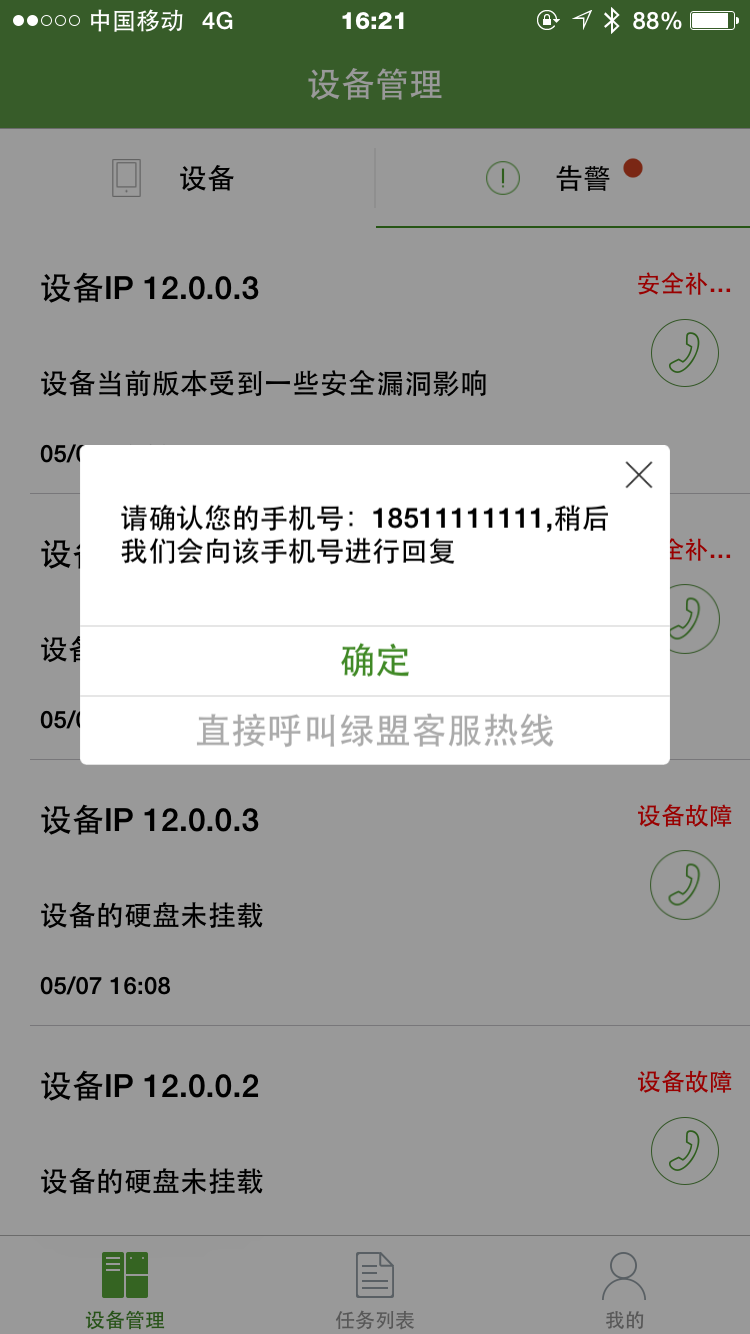 中国移动 4G 16:21 88%
设备管理
设备 告警
设备IP 12.0.0.3 安全补...
设备当前版本受到一些安全漏洞影响
05/0
请确认您的手机号：18511111111,稍后
我们会向该手机号进行回复
确定
直接呼叫绿盟客服热线
设 全补...
设
05/0
设备IP 12.0.0.3 设备故障
设备的硬盘未挂载
05/07 16:08
设备IP 12.0.0.2 设备故障
设备的硬盘未挂载
设备管理 任务列表 我的